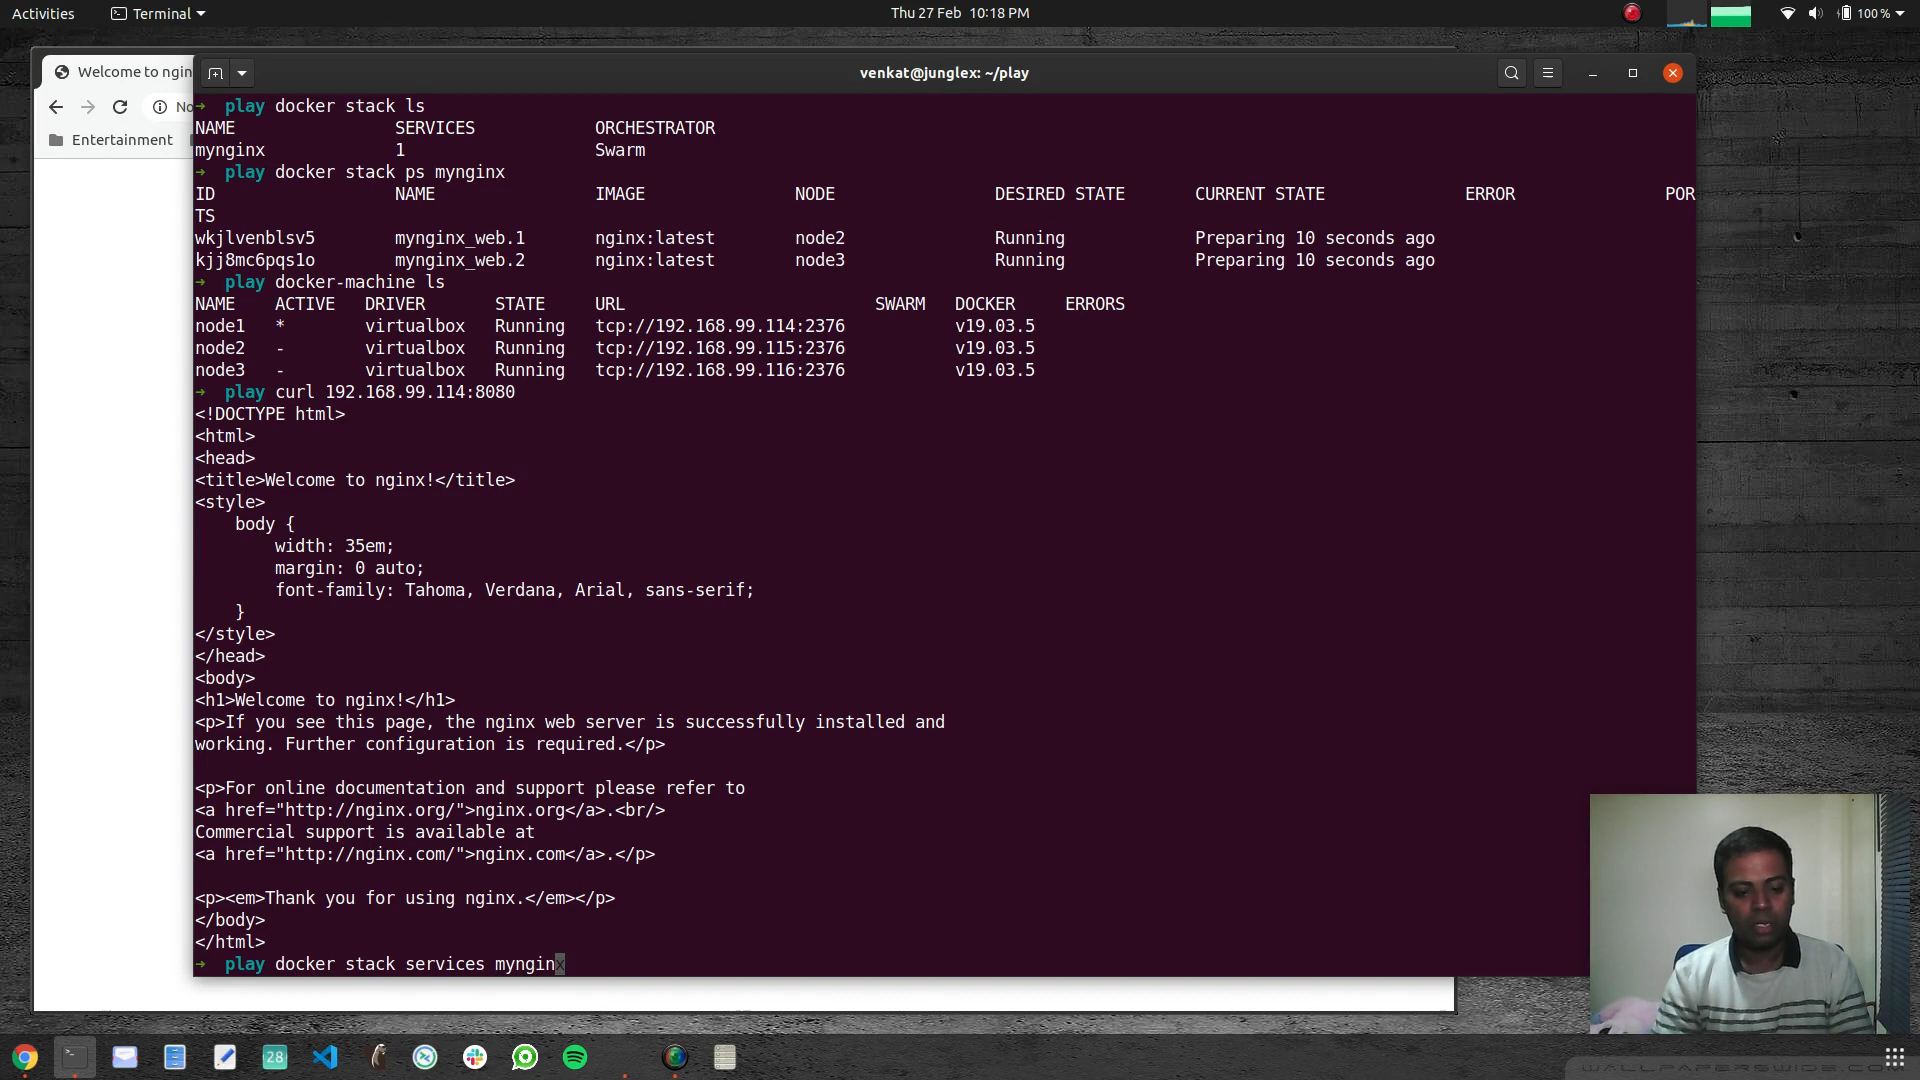 Activities Terminal Thu 27 Feb 10:18 PM 100 %
Welcome to ngin venkat@junglex: ~/play
No
Entertainment
→ play docker stack ls
NAME SERVICES ORCHESTRATOR
mynginx 1 Swarm
→ play docker stack ps mynginx
ID NAME IMAGE NODE DESIRED STATE CURRENT STATE ERROR POR
TS
wkjlvenblsv5 mynginx_web.1 nginx:latest node2 Running Preparing 10 seconds ago
kjj8mc6pqs1o mynginx_web.2 nginx:latest node3 Running Preparing 10 seconds ago
→ play docker-machine ls
NAME ACTIVE DRIVER STATE URL SWARM DOCKER ERRORS
node1 * virtualbox Running tcp://192.168.99.114:2376 v19.03.5
node2 - virtualbox Running tcp://192.168.99.115:2376 v19.03.5
node3 - virtualbox Running tcp://192.168.99.116:2376 v19.03.5
→ play curl 192.168.99.114:8080
<!DOCTYPE html>
<html>
<head>
<title>Welcome to nginx!</title>
<style>
    body {
        width: 35em;
        margin: 0 auto;
        font-family: Tahoma, Verdana, Arial, sans-serif;
    }
</style>
</head>
<body>
<h1>Welcome to nginx!</h1>
<p>If you see this page, the nginx web server is successfully installed and
working. Further configuration is required.</p>
<p>For online documentation and support please refer to
<a href="http://nginx.org/">nginx.org</a>.<br/>
Commercial support is available at
<a href="http://nginx.com/">nginx.com</a>.</p>
<p><em>Thank you for using nginx.</em></p>
</body>
</html>
→ play docker stack services mynginx
28
WALLPAPERSWIDE.COM